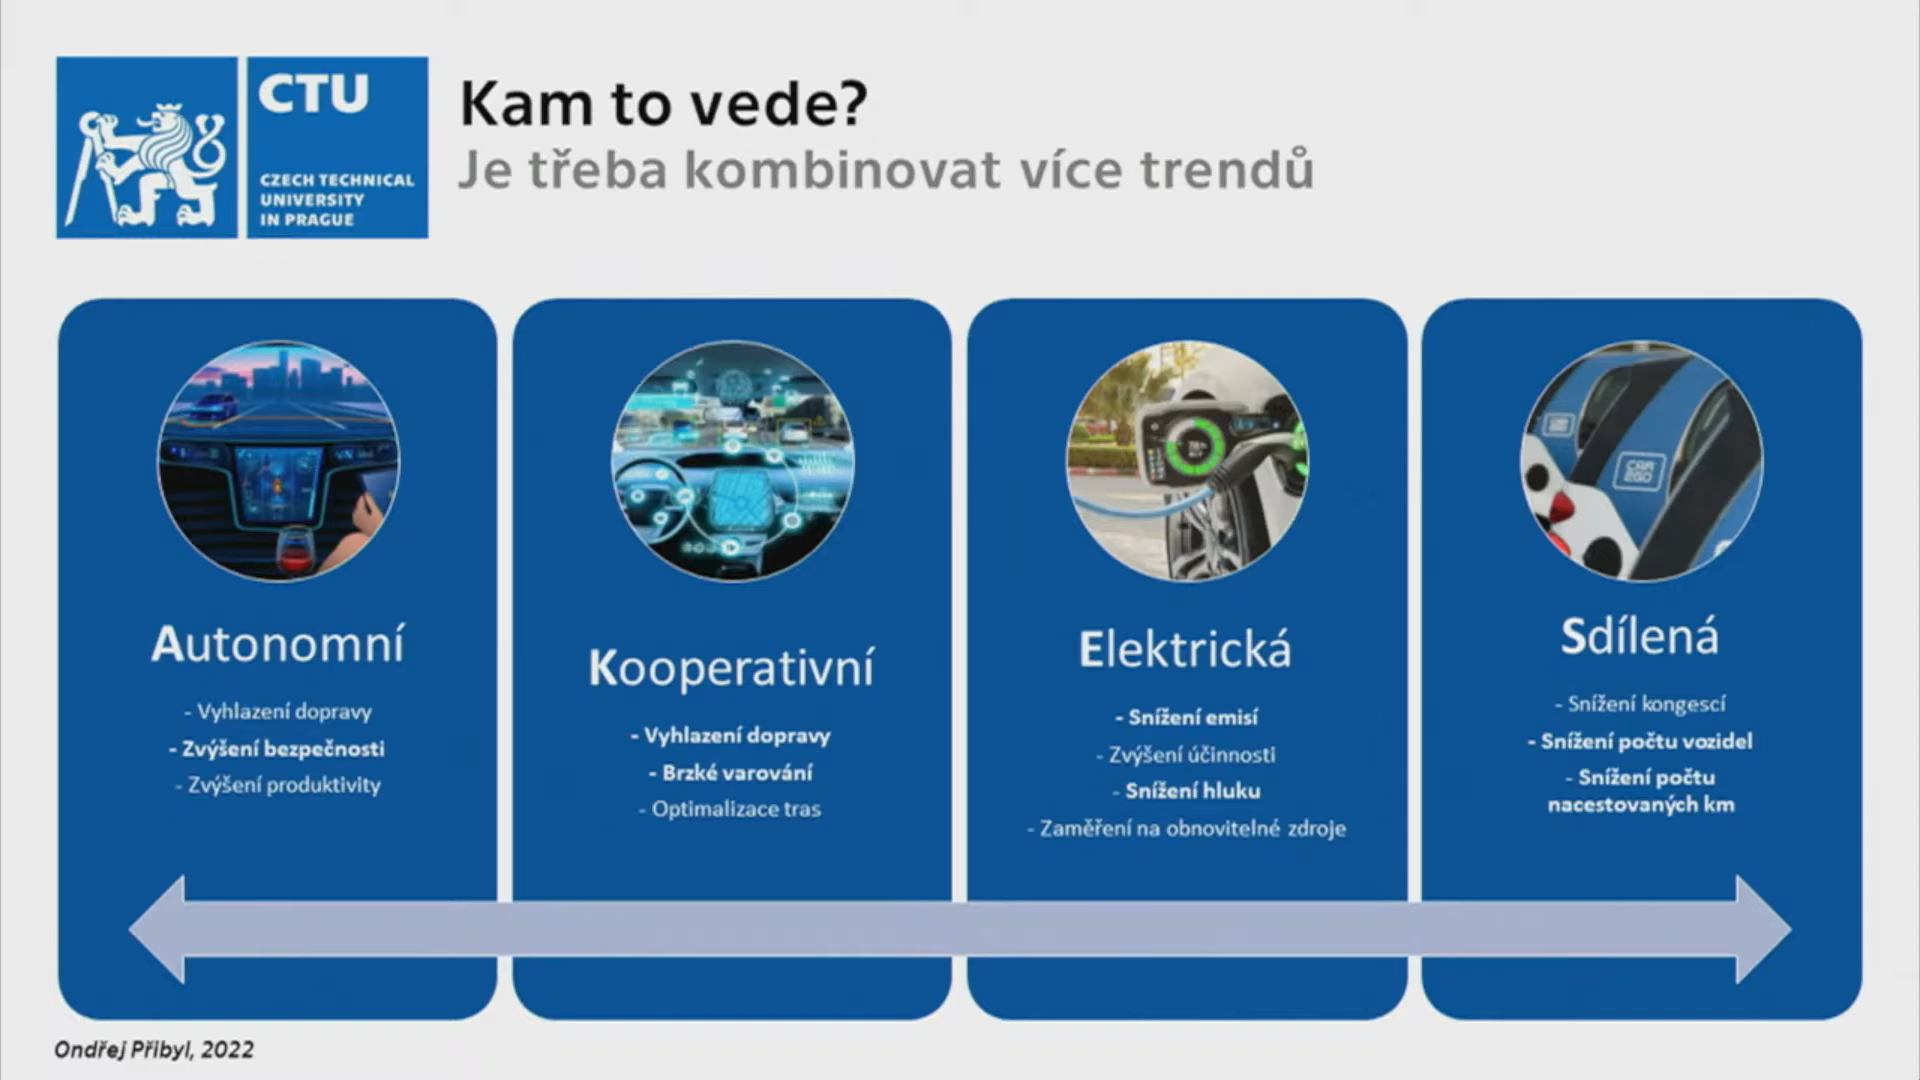 CTU
CZECH TECHNICAL
UNIVERSITY
IN PRAGUE
Kam to vede?
Je třeba kombinovat více trendů
Autonomní
- Vyhlazení dopravy
- Zvýšení bezpečnosti
- Zvýšení produktivity
Kooperativní
- Vyhlazení dopravy
- Brzké varování
- Optimalizace tras
Elektrická
- Snížení emisí
- Zvýšení účinnosti
- Snížení hluku
- Zaměření na obnovitelné zdroje
CAR
2GO
Sdílená
- Snížení kongescí
- Snížení počtu vozidel
- Snížení počtu
nacestovaných km
Ondřej Přibyl, 2022